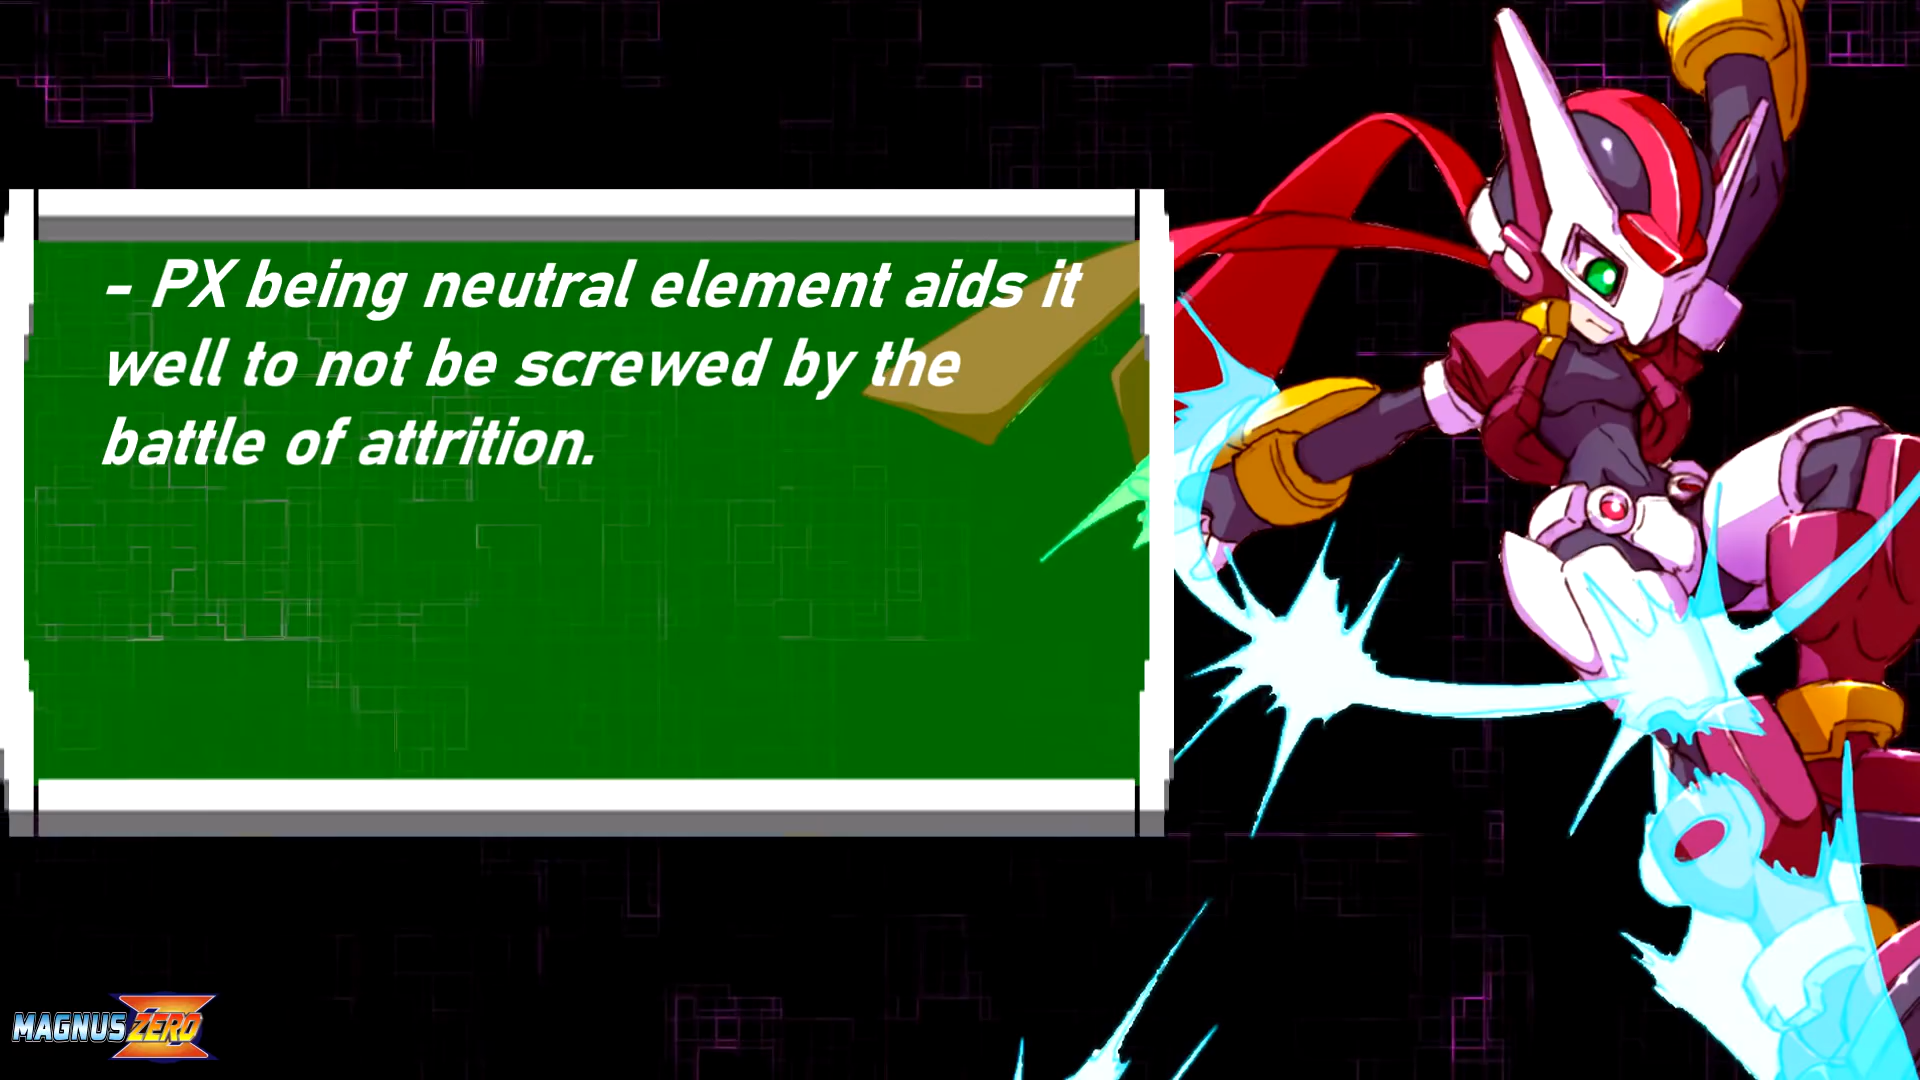 - PX being neutral element aids it
well to not be screwed by the
battle of attrition.
MAGNUS ZERO